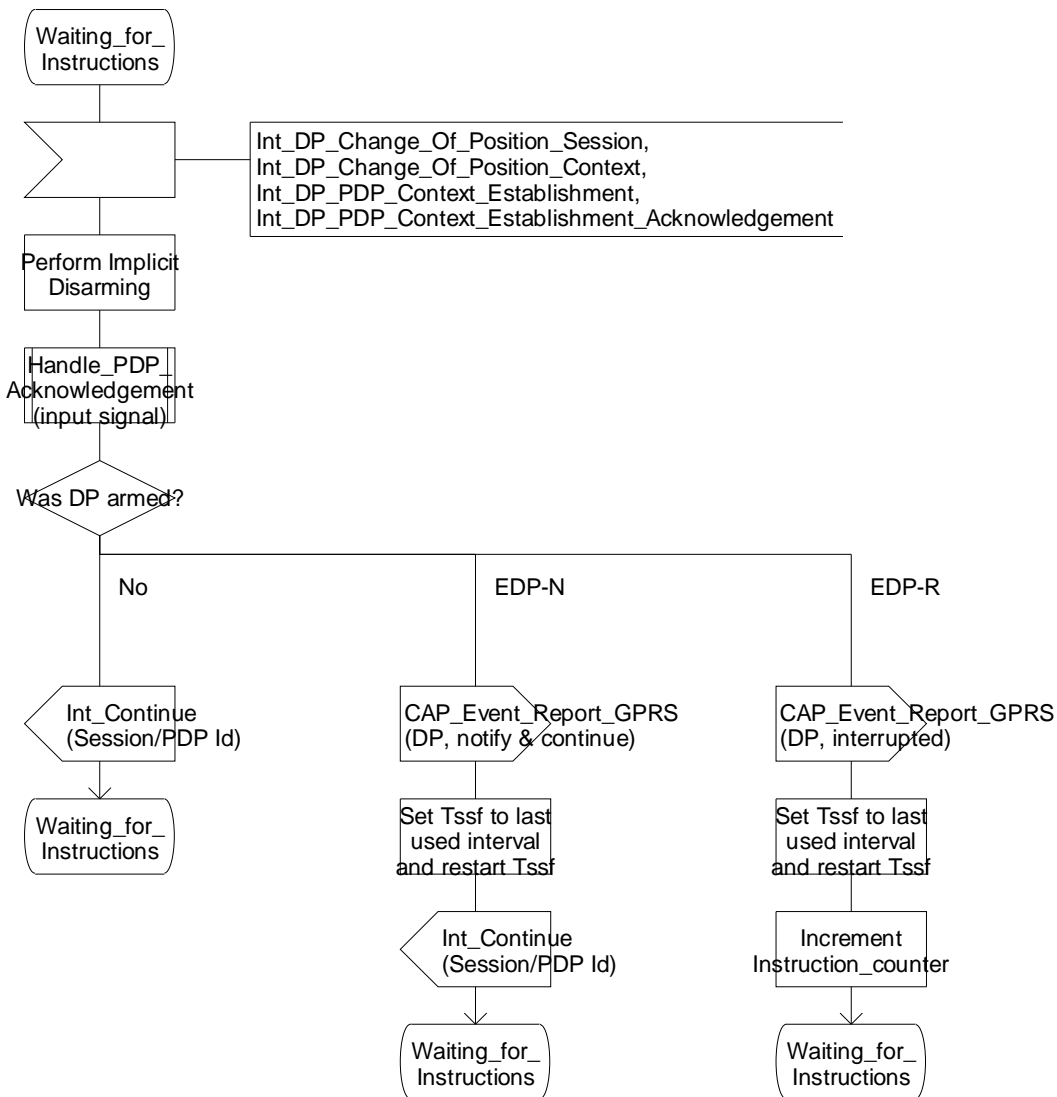 Waiting_for_
Instructions
Int_DP_Change_Of_Position_Session,
Int_DP_Change_Of_Position_Context,
Int_DP_PDP_Context_Establishment,
Int_DP_PDP_Context_Establishment_Acknowledgement
Perform Implicit
Disarming
Handle_PDP_
Acknowledgement
(input signal)
Was DP armed?
No
EDP-N
EDP-R
Int_Continue
(Session/PDP Id)
CAP_Event_Report_GPRS
(DP, notify & continue)
CAP_Event_Report_GPRS
(DP, interrupted)
Waiting_for_
Instructions
Set Tssf to last
used interval
and restart Tssf
Set Tssf to last
used interval
and restart Tssf
Int_Continue
(Session/PDP Id)
Increment
Instruction_counter
Waiting_for_
Instructions
Waiting_for_
Instructions